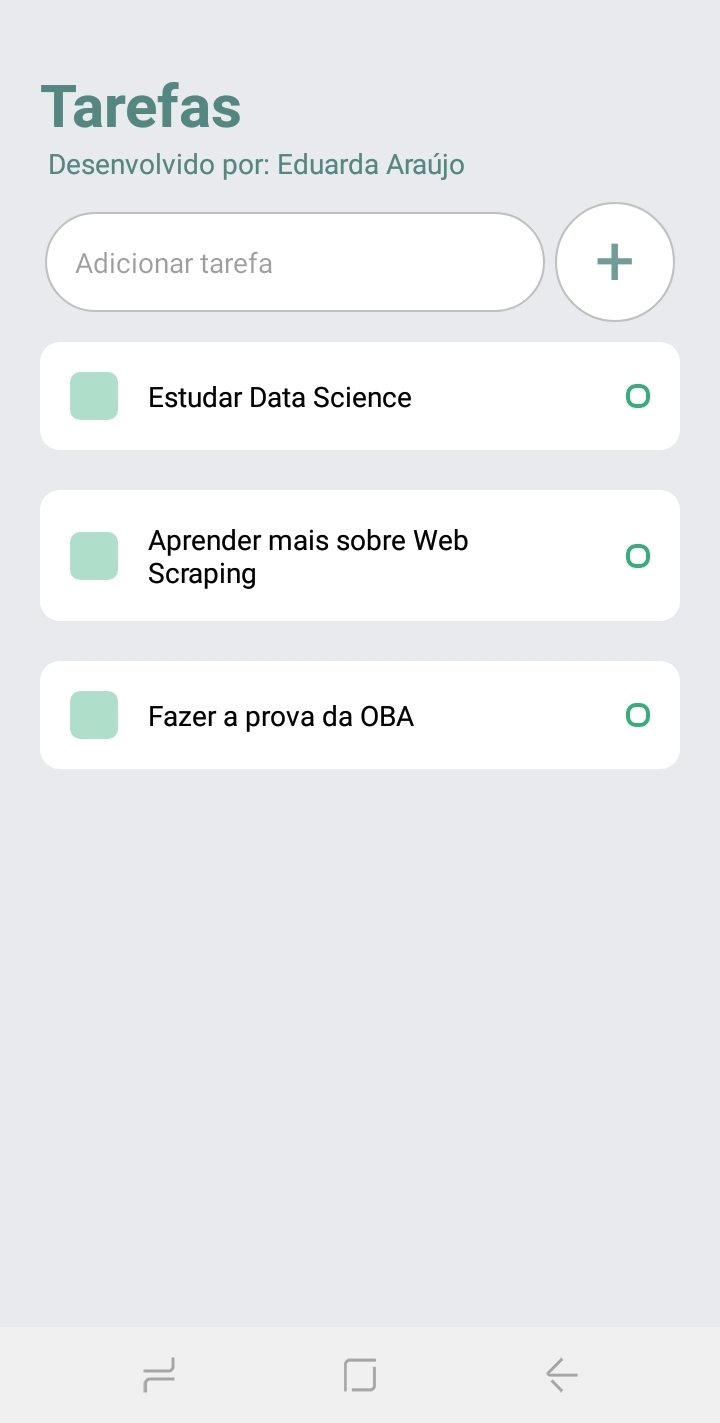 Tarefas
Desenvolvido por: Eduarda Araújo
Adicionar tarefa
+
Estudar Data Science
Aprender mais sobre Web
Scraping
Fazer a prova da OBA